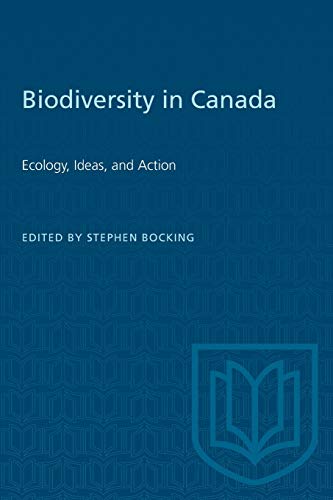 Biodiversity in Canada
Ecology, Ideas, and Action
EDITED BY STEPHEN BOCKING